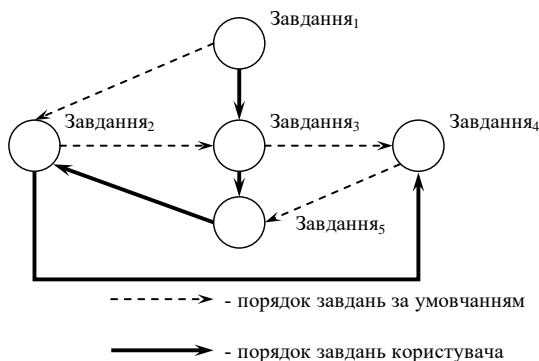 Завдання₁
Завдання₂
Завдання₃
Завдання₄
Завдання₅
- порядок завдань за умовчанням
- порядок завдань користувача